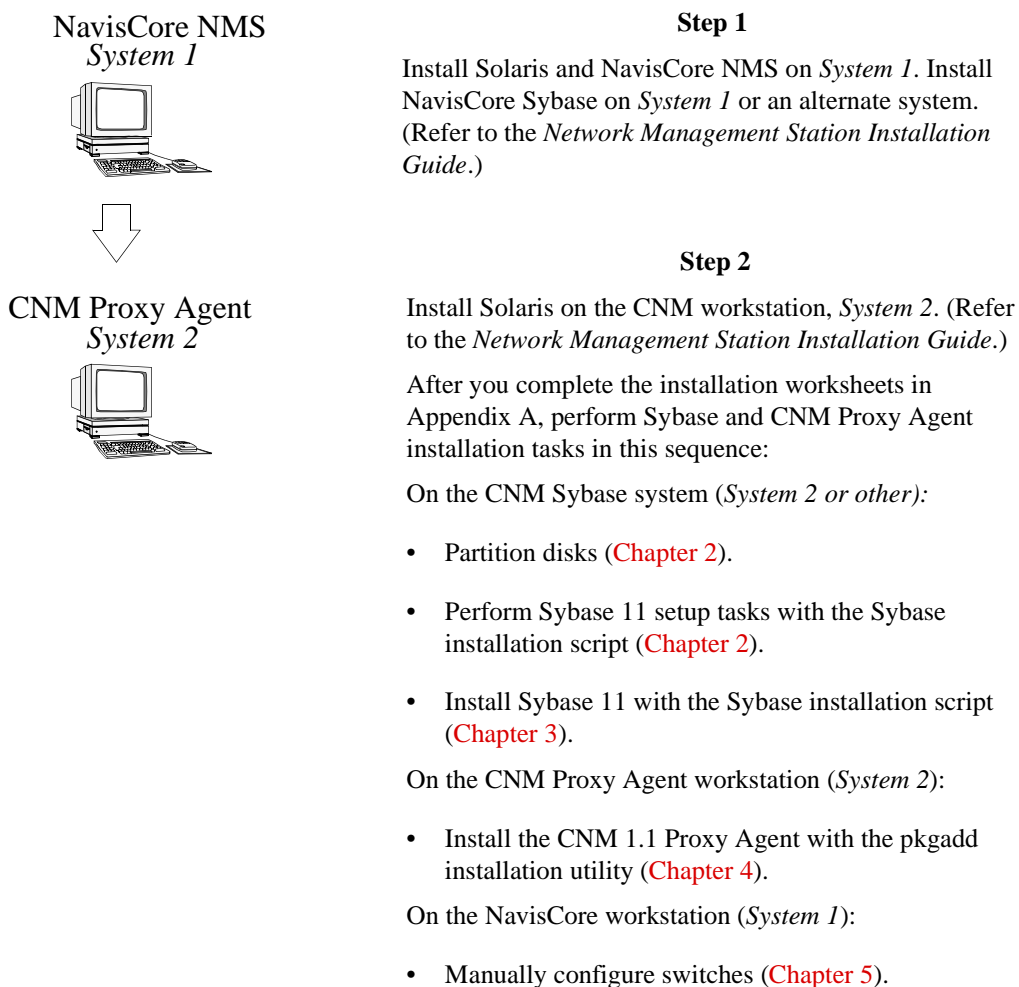 NavisCore NMS
System 1
Step 1
Install Solaris and NavisCore NMS on System 1. Install
NavisCore Sybase on System 1 or an alternate system.
(Refer to the Network Management Station Installation
Guide.)
CNM Proxy Agent
System 2
Step 2
Install Solaris on the CNM workstation, System 2. (Refer
to the Network Management Station Installation Guide.)
After you complete the installation worksheets in
Appendix A, perform Sybase and CNM Proxy Agent
installation tasks in this sequence:
On the CNM Sybase system (System 2 or other):
• Partition disks (Chapter 2).
• Perform Sybase 11 setup tasks with the Sybase
installation script (Chapter 2).
• Install Sybase 11 with the Sybase installation script
(Chapter 3).
On the CNM Proxy Agent workstation (System 2):
• Install the CNM 1.1 Proxy Agent with the pkgadd
installation utility (Chapter 4).
On the NavisCore workstation (System 1):
• Manually configure switches (Chapter 5).